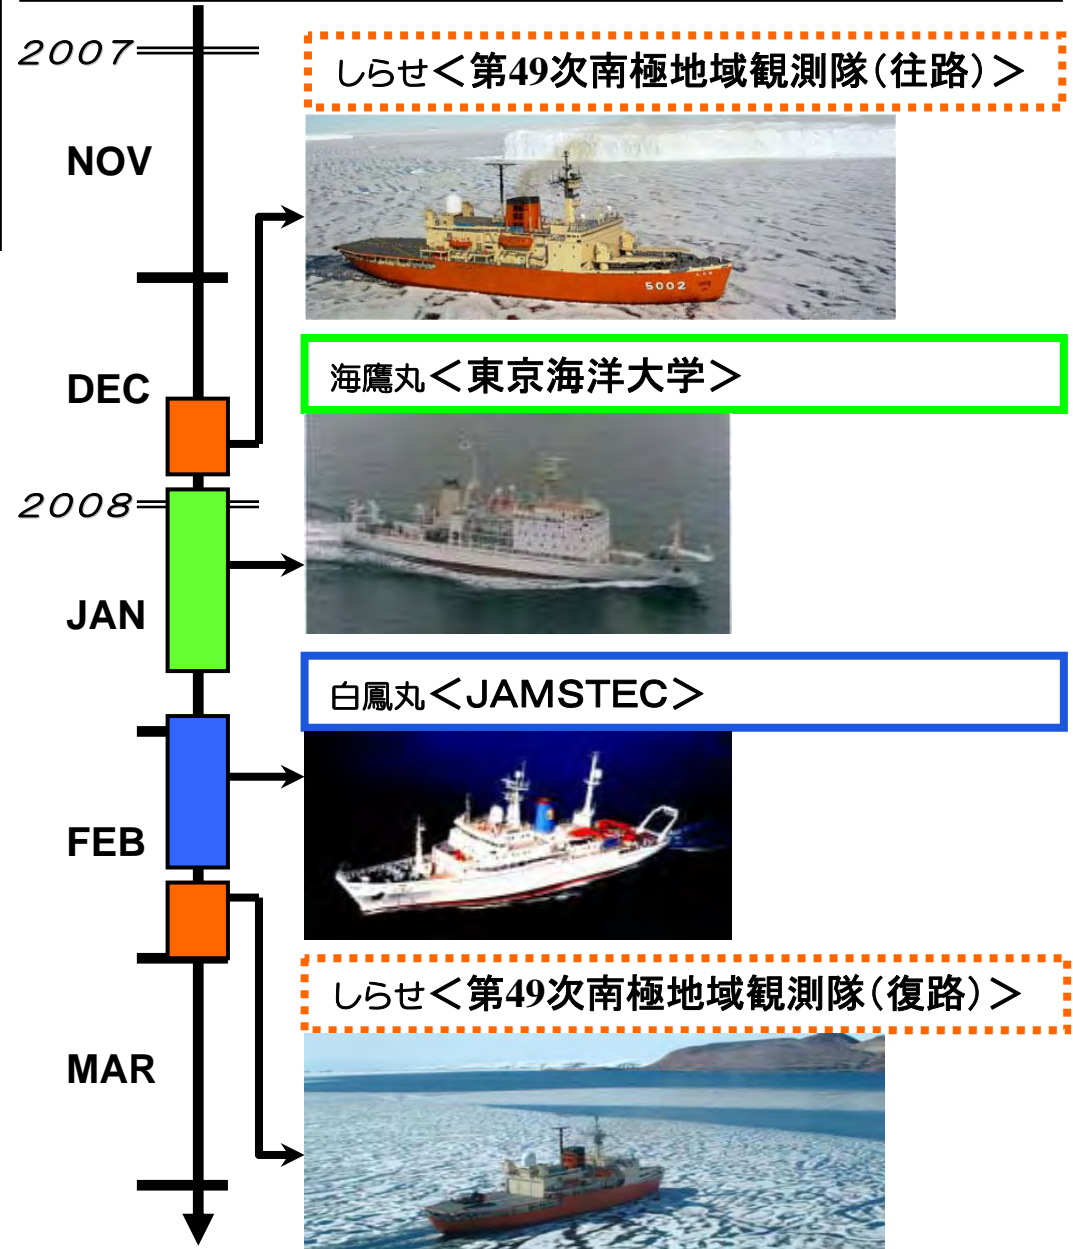 2007
しらせ＜第49次南極地域観測隊（往路）＞
NOV
5002
DEC
海鷹丸＜東京海洋大学＞
2008
JAN
白鳳丸＜JAMSTEC＞
FEB
しらせ＜第49次南極地域観測隊（復路）＞
MAR